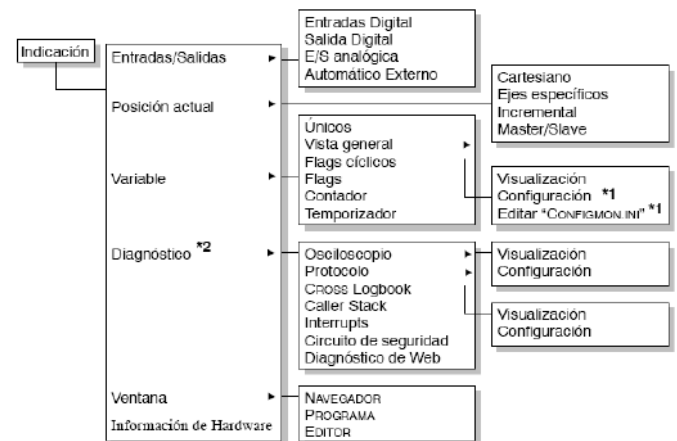 Indicación
Entradas/Salidas
Posición actual
Variable
Diagnóstico *2
Ventana
Información de Hardware
Entradas Digital
Salida Digital
E/S analógica
Automático Externo
Cartesiano
Ejes específicos
Incremental
Master/Slave
Únicos
Vista general
Flags cíclicos
Flags
Contador
Temporizador
Visualización
Configuración *1
Editar "CONFIGMON.INI" *1
Osciloscopio
Protocolo
CROSS Logbook
Caller Stack
Interrupts
Circuito de seguridad
Diagnóstico de Web
Visualización
Configuración
Visualización
Configuración
NAVEGADOR
PROGRAMA
EDITOR